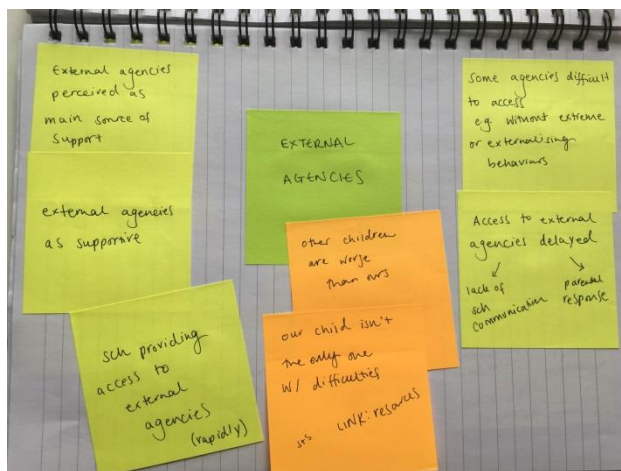 External agencies
perceived as
main source of
support
external agencies
as supportive
sch providing
access to
external
agencies
(rapidly)
EXTERNAL
AGENCIES
other children
are worse
than ours
our child isn't
the only one
w/ difficulties
LINK: resources
Some agencies difficult
to access
e.g. without extreme
or externalising
behaviours
Access to external
agencies delayed
lack of
sch
communication
parental
response